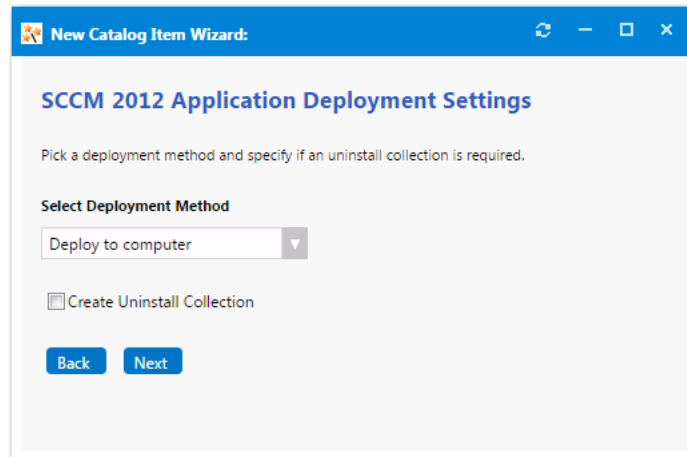 New Catalog Item Wizard:
SCCM 2012 Application Deployment Settings
Pick a deployment method and specify if an uninstall collection is required.
Select Deployment Method
Deploy to computer
Create Uninstall Collection
Back Next